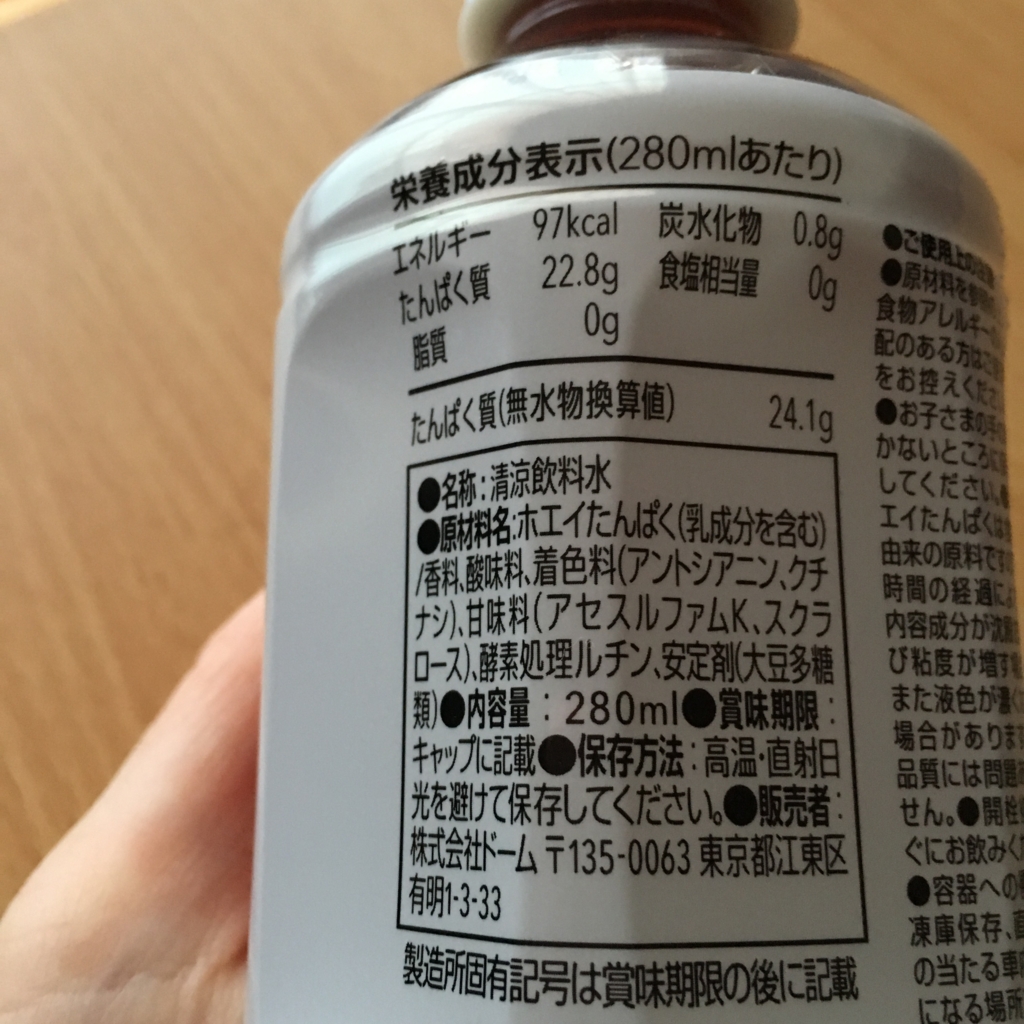 栄養成分表示(280mlあたり)
エネルギー 97kcal 炭水化物 0.8g
たんぱく質 22.8g 食塩相当量 0g
脂質 0g
たんぱく質(無水物換算値) 24.1g
●名称:清涼飲料水
●原材料名:ホエイたんぱく(乳成分を含む)
/香料、酸味料、着色料(アントシアニン、クチ
ナシ)、甘味料(アセスルファムK、スクラ
ロース)、酵素処理ルチン、安定剤(大豆多糖
類)●内容量:280ml●賞味期限:
キャップに記載●保存方法:高温・直射日
光を避けて保存してください。●販売者:
株式会社ドーム 〒135-0063 東京都江東区
有明1-3-33
製造所固有記号は賞味期限の後に記載
●ご使用上の注意
●原材料を参照の
食物アレルギー
配のある方はご
をお控えくださ
●お子さまの手の
かないところに
してください。
エイたんぱくは
由来の原料です
時間の経過によ
内容成分が沈殿
び粘度が増す
また液色が濃く
場合があります
品質には問題
せん。●開栓
ぐにお飲みく
●容器への
凍庫保存、直
の当たる車
になる場所